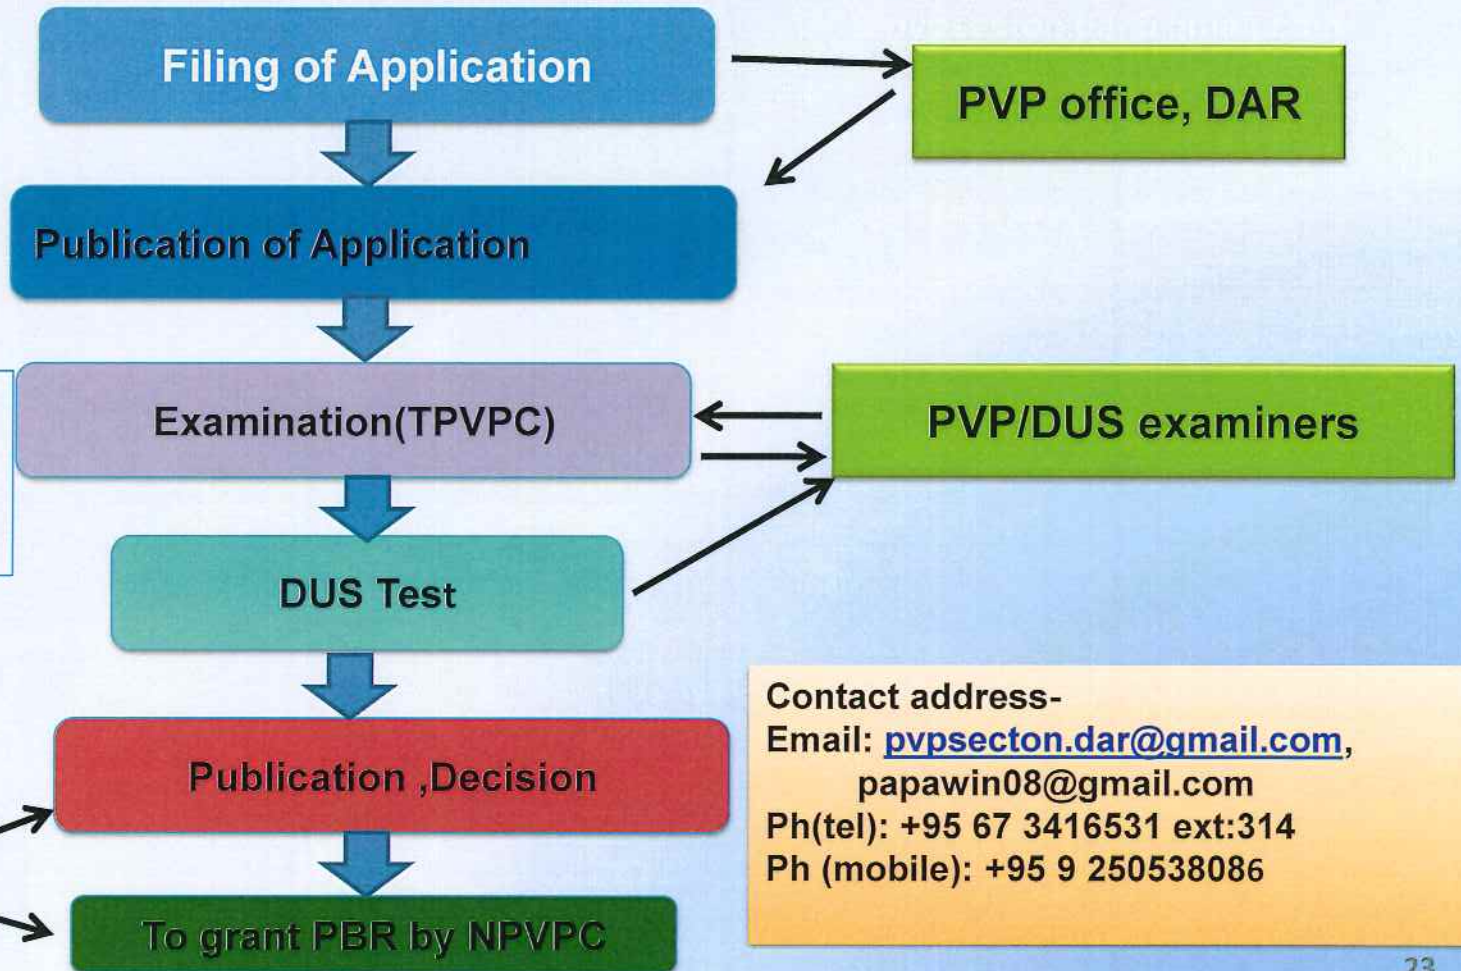 Filing of Application
PVP office, DAR
Publication of Application
Examination(TPVPC)
PVP/DUS examiners
DUS Test
Publication ,Decision
To grant PBR by NPVPC
Contact address-
Email: pvpsecton.dar@gmail.com,
papawin08@gmail.com
Ph(tel): +95 67 3416531 ext:314
Ph (mobile): +95 9 250538086
23